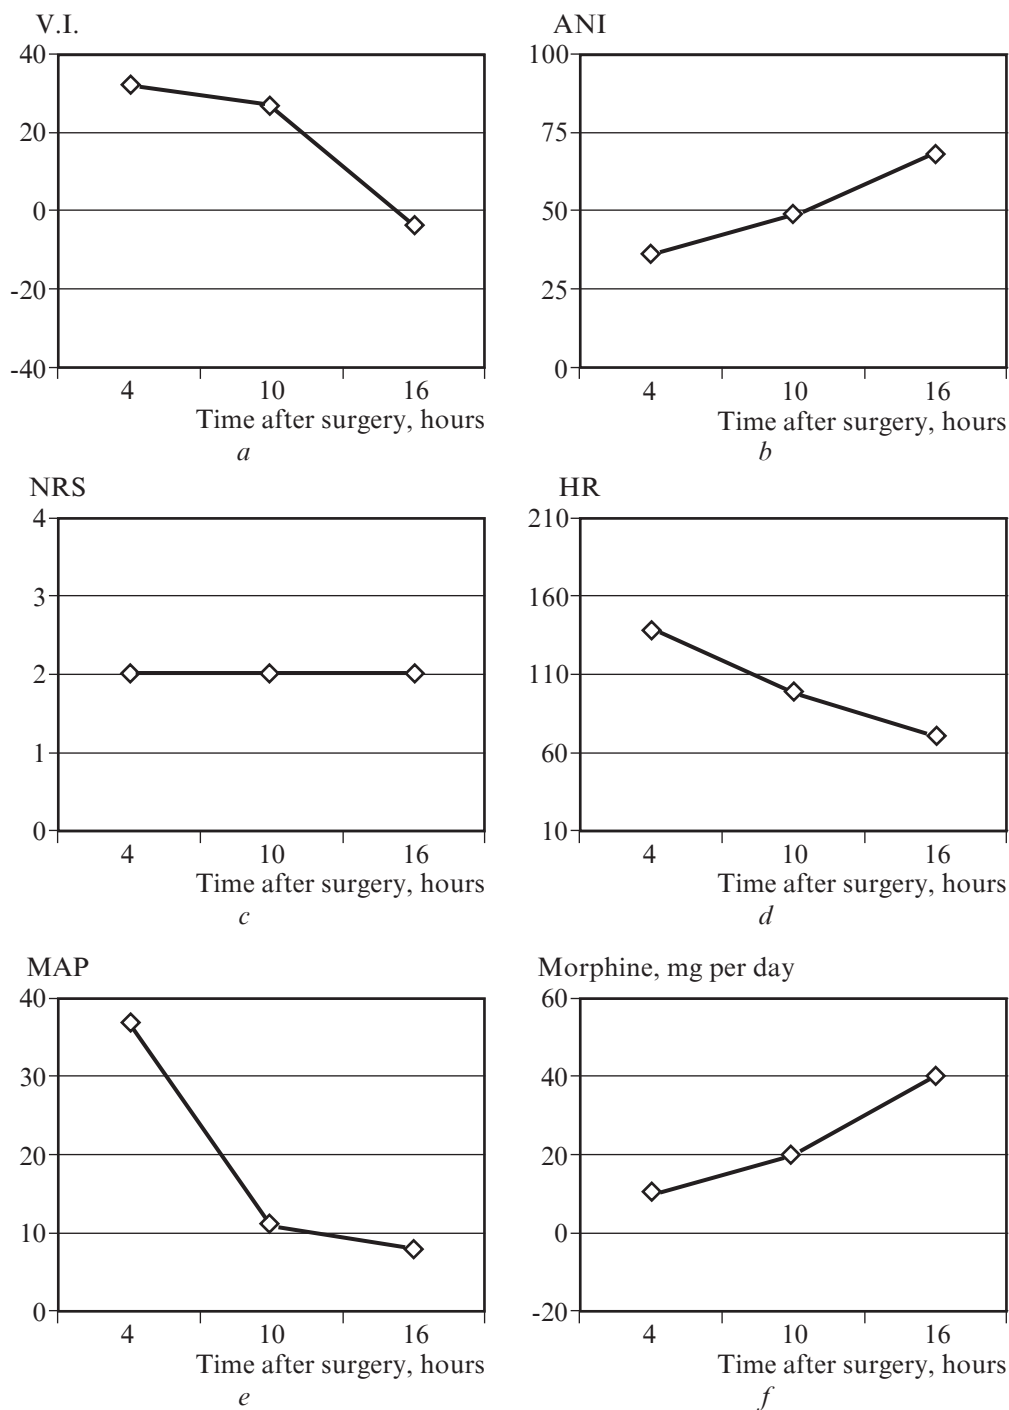 V.I.
40
20
0
-20
-40
4 10 16
Time after surgery, hours
a
ANI
100
75
50
25
0
4 10 16
Time after surgery, hours
b
NRS
4
3
2
1
0
4 10 16
Time after surgery, hours
c
HR
210
160
110
60
10
4 10 16
Time after surgery, hours
d
MAP
40
30
20
10
0
4 10 16
Time after surgery, hours
e
Morphine, mg per day
60
40
20
0
-20
4 10 16
Time after surgery, hours
f